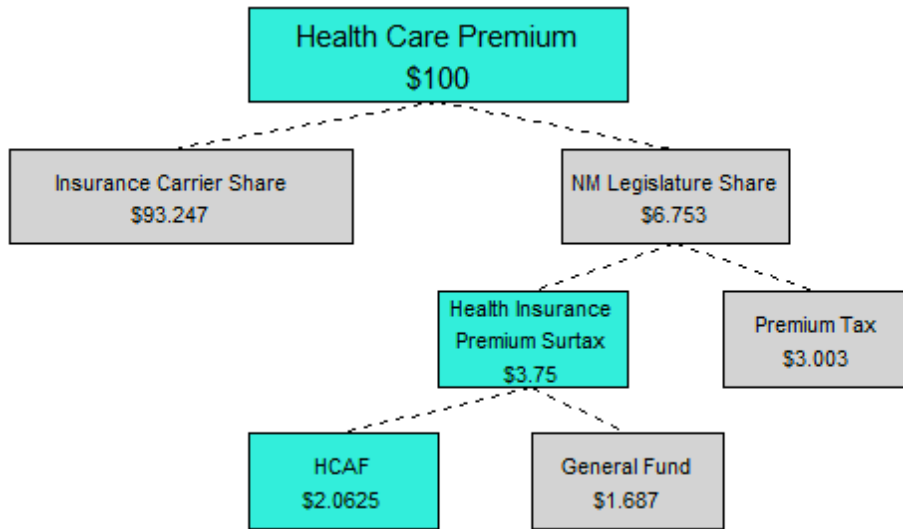 Health Care Premium
$100
Insurance Carrier Share
$93.247
NM Legislature Share
$6.753
Health Insurance
Premium Surtax
$3.75
Premium Tax
$3.003
HCAF
$2.0625
General Fund
$1.687